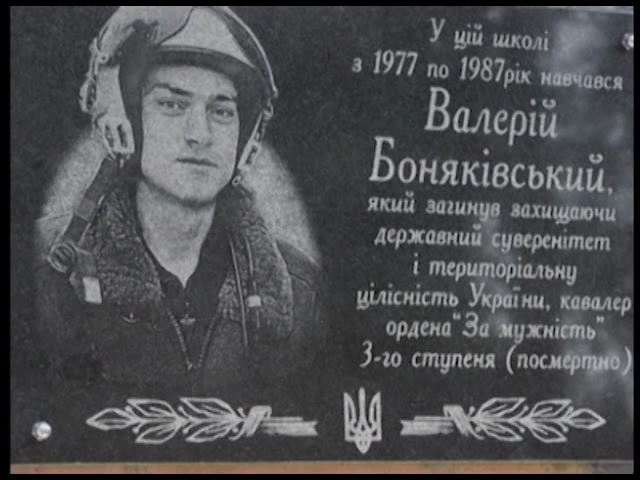 У цій школі
з 1977 по 1987рік навчався
Валерій
Боняківський,
який загинув захищаючи
державний суверенітет
і територіальну
цілісність України, кавалер
ордена "За мужність"
3-го ступеня (посмертно)